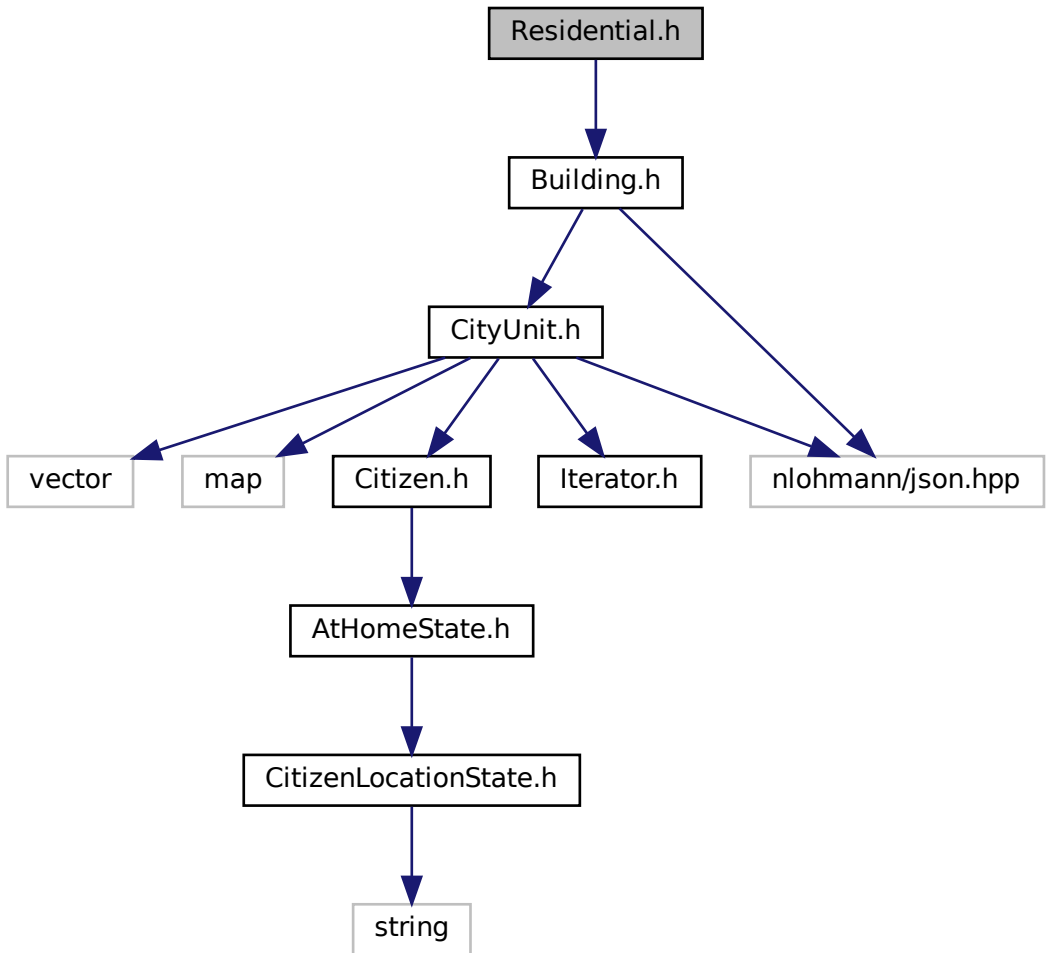 Residential.h
Building.h
CityUnit.h
vector
map
Citizen.h
Iterator.h
nlohmann/json.hpp
AtHomeState.h
CitizenLocationState.h
string